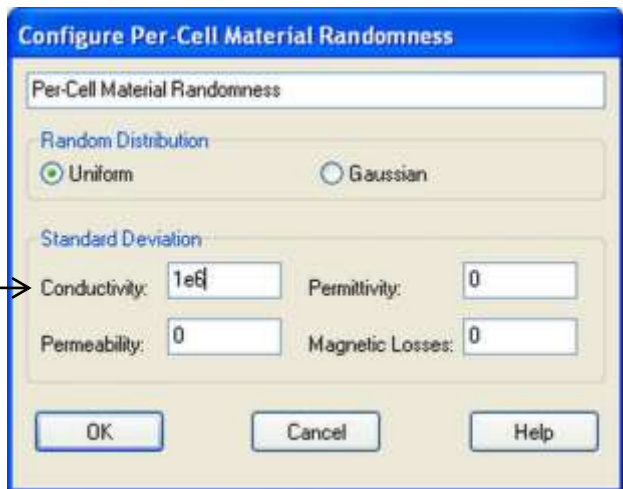 Configure Per-Cell Material Randomness
Per-Cell Material Randomness
Random Distribution
Uniform Gaussian
Standard Deviation
Conductivity: 1e6 Permittivity: 0
Permeability: 0 Magnetic Losses: 0
OK Cancel Help